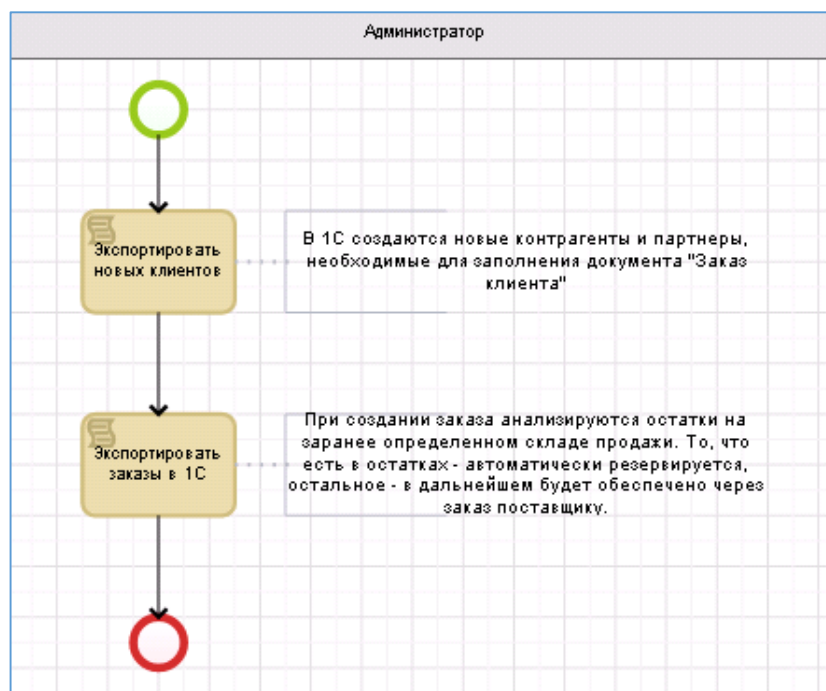 Администратор
Экспортировать
новых клиентов
В 1С создаются новые контрагенты и партнеры,
необходимые для заполнения документа "Заказ
клиента"
Экспортировать
заказы в 1С
При создании заказа анализируются остатки на
заранее определенном складе продажи. То, что
есть в остатках - автоматически резервируется,
остальное - в дальнейшем будет обеспечено через
заказ поставщику.